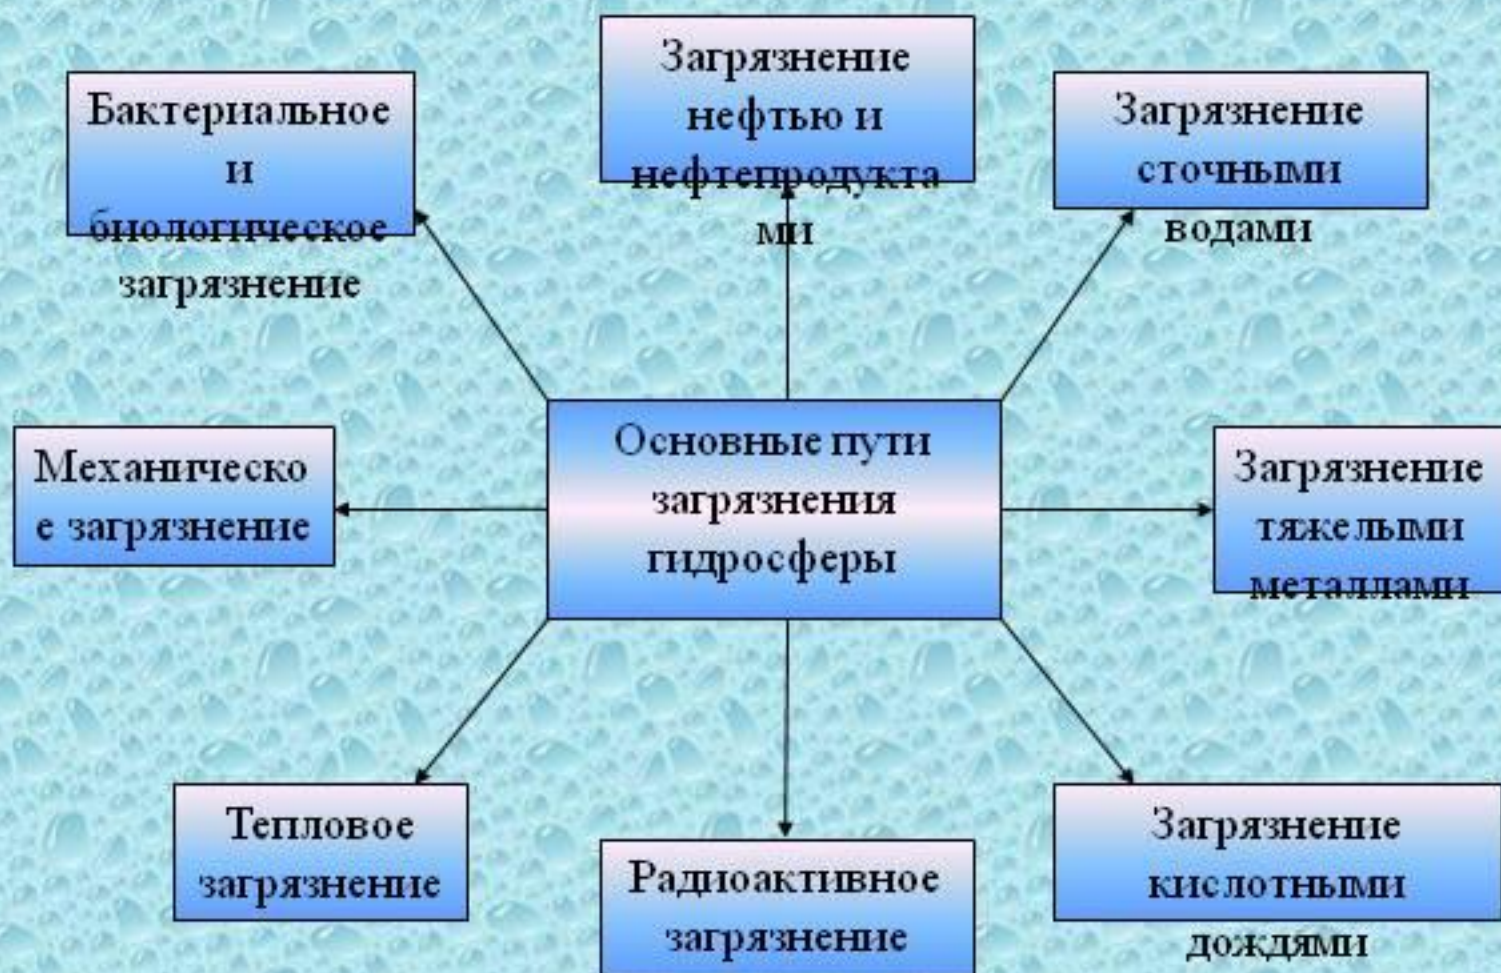 Загрязнение
нефтью и
нефтепродукта
ми
Бактериальное
и
биологическое
загрязнение
Загрязнение
сточными
водами
Механическо
е загрязнение
Основные пути
загрязнения
гидросферы
Загрязнение
тяжелыми
металлами
Тепловое
загрязнение
Радиоактивное
загрязнение
Загрязнение
кислотными
дождями